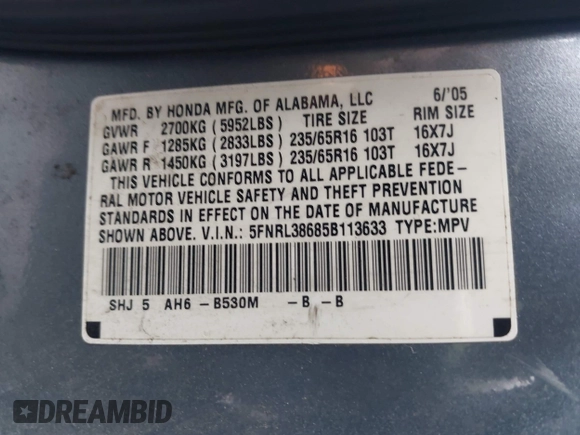 MFD. BY HONDA MFG. OF ALABAMA, LLC 6/'05
GVWR 2700KG (5952LBS) TIRE SIZE RIM SIZE
GAWR F 1285KG (2833LBS) 235/65R16 103T 16X7J
GAWR R 1450KG (3197LBS) 235/65R16 103T 16X7J
THIS VEHICLE CONFORMS TO ALL APPLICABLE FEDE-
RAL MOTOR VEHICLE SAFETY AND THEFT PREVENTION
STANDARDS IN EFFECT ON THE DATE OF MANUFACTURE
SHOWN ABOVE. V.I.N.: 5FNRL38685B113633 TYPE:MPV
SHJ 5 AH6 -B530M -B -B
DREAMBID